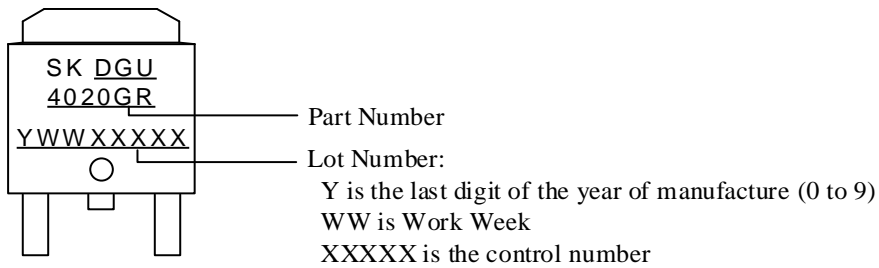 SK DGU
4020GR
YWWXXXXX
Part Number
Lot Number:
Y is the last digit of the year of manufacture (0 to 9)
WW is Work Week
XXXXX is the control number